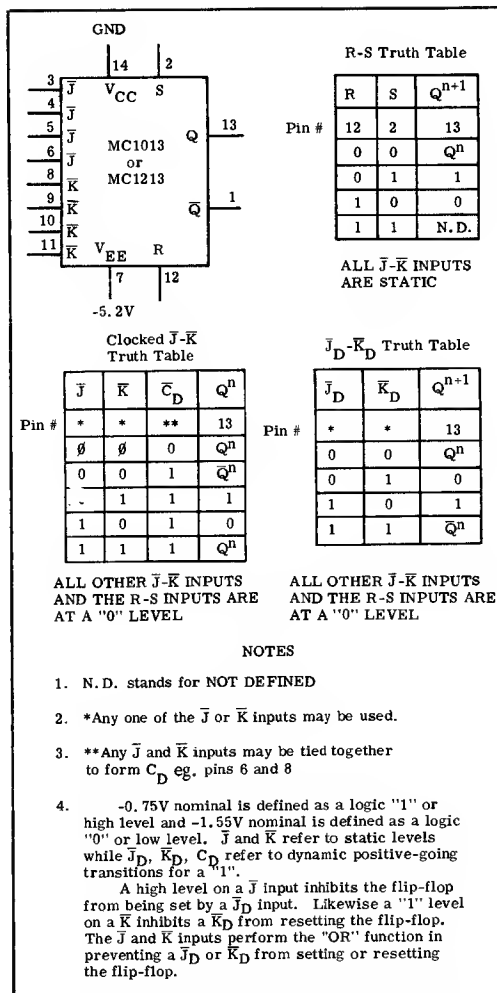 GND
14 2
3 J̅ V_CC S
4 J̅
5 J̅ Q 13
6 J̅ MC1013
or
8 K̅ MC1213
9 K̅ Q̅ 1
10 K̅
11 K̅ V_EE R
7 12
-5.2V
R-S Truth Table
R S Q^n+1
Pin # 12 2 13
0 0 Q^n
0 1 1
1 0 0
1 1 N.D.
ALL J̅-K̅ INPUTS
ARE STATIC
Clocked J̅-K̅
Truth Table
J̅ K̅ C̅_D Q^n
Pin # * * ** 13
Ø Ø 0 Q^n
0 0 1 Q̅^n
1 1 1
1 0 1 0
1 1 1 Q^n
ALL OTHER J̅-K̅ INPUTS
AND THE R-S INPUTS ARE
AT A "0" LEVEL
J̅_D-K̅_D Truth Table
J̅_D K̅_D Q^n+1
Pin # * * 13
0 0 Q^n
0 1 0
1 0 1
1 1 Q̅^n
ALL OTHER J̅-K̅ INPUTS
AND THE R-S INPUTS ARE
AT A "0" LEVEL
NOTES
1. N.D. stands for NOT DEFINED
2. *Any one of the J̅ or K̅ inputs may be used.
3. **Any J̅ and K̅ inputs may be tied together
to form C_D eg. pins 6 and 8
4. -0.75V nominal is defined as a logic "1" or
high level and -1.55V nominal is defined as a logic
"0" or low level. J̅ and K̅ refer to static levels
while J̅_D, K̅_D, C_D refer to dynamic positive-going
transitions for a "1".
A high level on a J̅ input inhibits the flip-flop
from being set by a J̅_D input. Likewise a "1" level
on a K̅ inhibits a K̅_D from resetting the flip-flop.
The J̅ and K̅ inputs perform the "OR" function in
preventing a J̅_D or K̅_D from setting or resetting
the flip-flop.